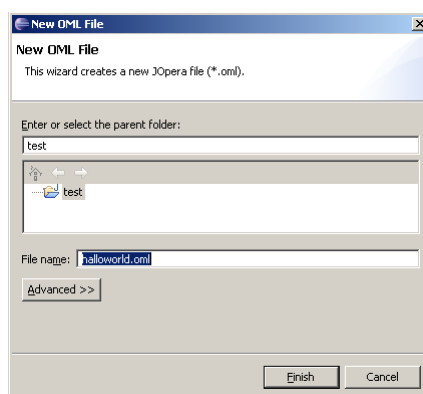 New OML File
New OML File
This wizard creates a new JOpera file (*.oml).
Enter or select the parent folder:
test
test
File name: halloworld.oml
Advanced >>
Finish Cancel